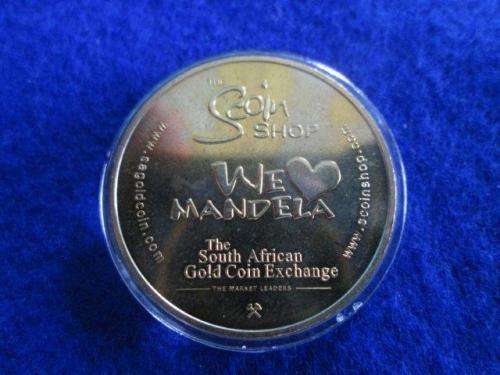 THE
Scoin
SHOP
WE
MANDELA
The
South African
Gold Coin Exchange
THE MARKET LEADERS
www.sagoldcoin.com
www.scoinshop.com